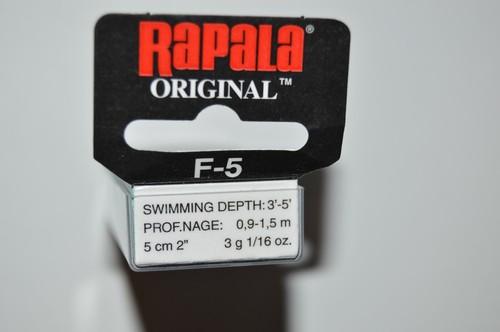 Rapala®
ORIGINAL™
F-5
SWIMMING DEPTH: 3'-5'
PROF.NAGE: 0,9-1,5 m
5 cm 2" 3 g 1/16 oz.